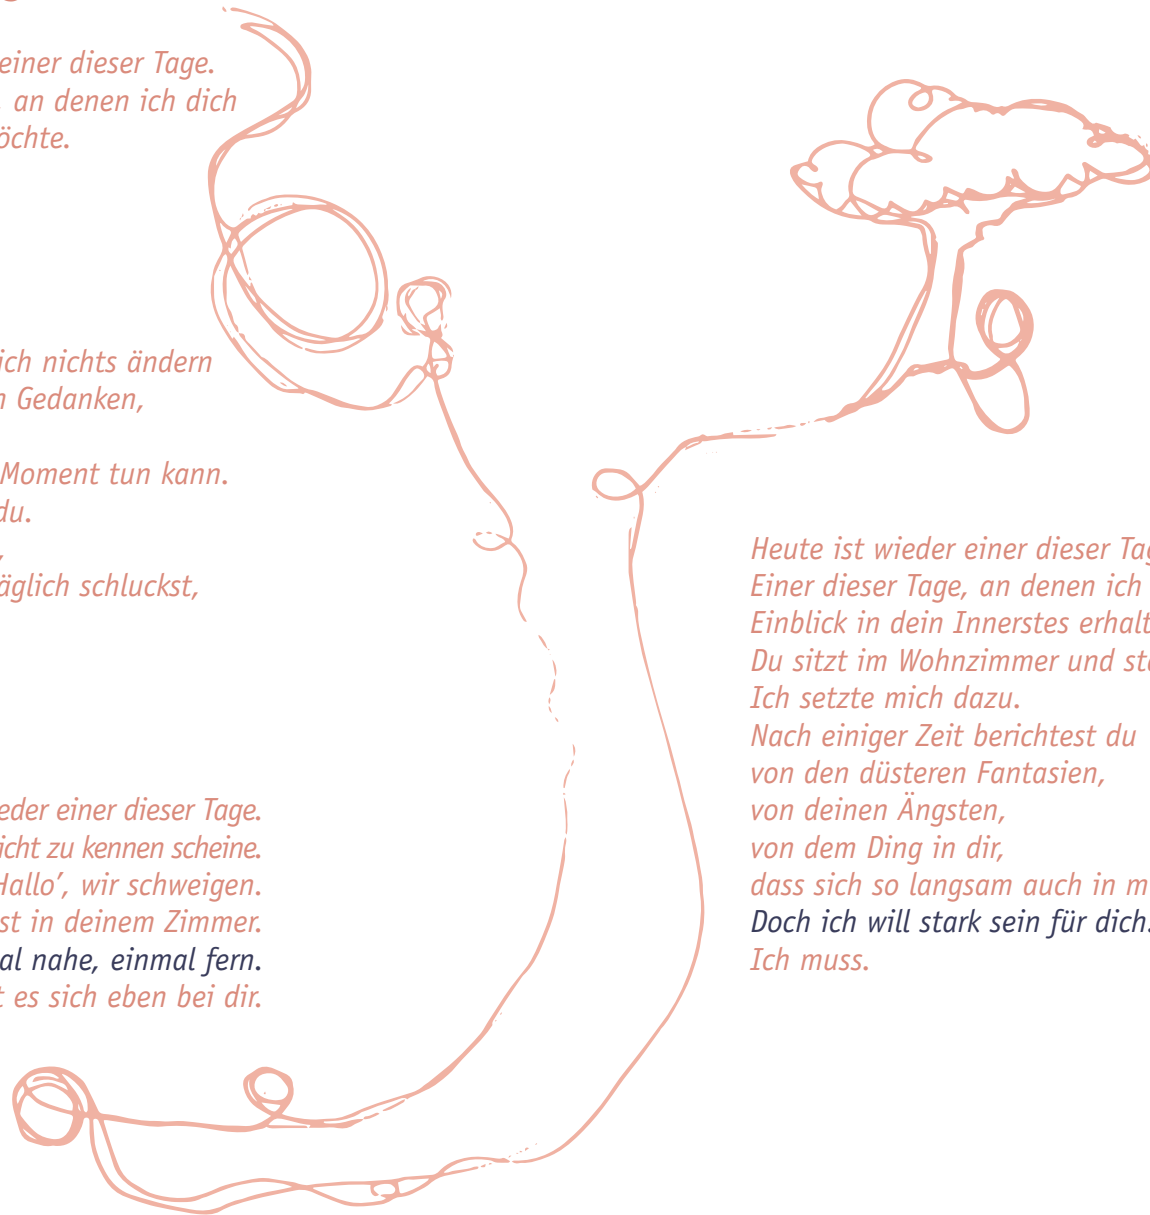 einer dieser Tage.
, an denen ich dich
öchte.
ich nichts ändern
n Gedanken,
Moment tun kann.
du.
,
äglich schluckst,
eder einer dieser Tage.
icht zu kennen scheine.
Hallo’, wir schweigen.
st in deinem Zimmer.
al nahe, einmal fern.
t es sich eben bei dir.
Heute ist wieder einer dieser Tag
Einer dieser Tage, an denen ich
Einblick in dein Innerstes erhalt
Du sitzt im Wohnzimmer und sta
Ich setzte mich dazu.
Nach einiger Zeit berichtest du
von den düsteren Fantasien,
von deinen Ängsten,
von dem Ding in dir,
dass sich so langsam auch in m
Doch ich will stark sein für dich.
Ich muss.